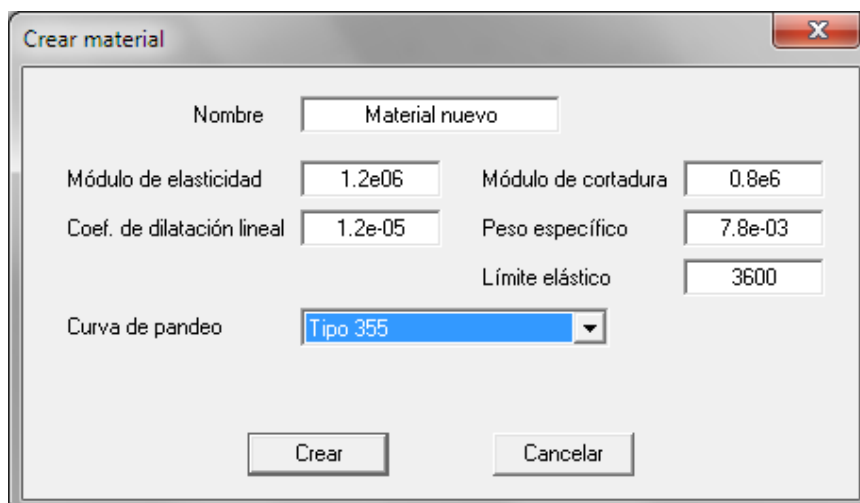 Crear material
Nombre Material nuevo
Módulo de elasticidad 1.2e06 Módulo de cortadura 0.8e6
Coef. de dilatación lineal 1.2e-05 Peso específico 7.8e-03
Límite elástico 3600
Curva de pandeo Tipo 355
Crear Cancelar